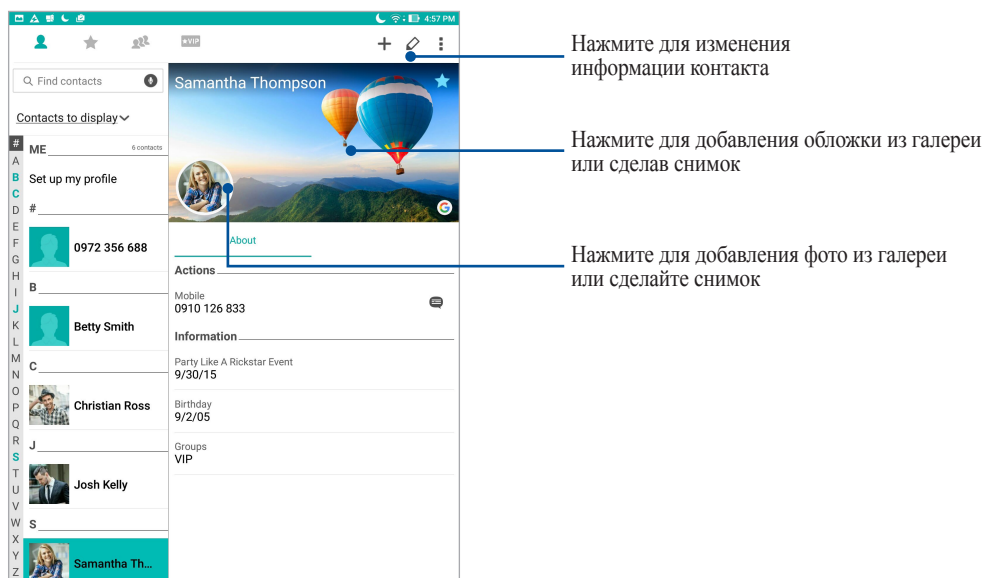 4:57 PM
VIP
Find contacts
Contacts to display
ME
6 contacts
Set up my profile
#
0972 356 688
B
Betty Smith
C
Christian Ross
J
Josh Kelly
S
Samantha Th...
#
A
B
C
D
E
F
G
H
I
J
K
L
M
N
O
P
Q
R
S
T
U
V
W
X
Y
Z
Samantha Thompson
G
About
Actions
Mobile
0910 126 833
Information
Party Like A Rickstar Event
9/30/15
Birthday
9/2/05
Groups
VIP
Нажмите для изменения
информации контакта
Нажмите для добавления обложки из галереи
или сделав снимок
Нажмите для добавления фото из галереи
или сделайте снимок